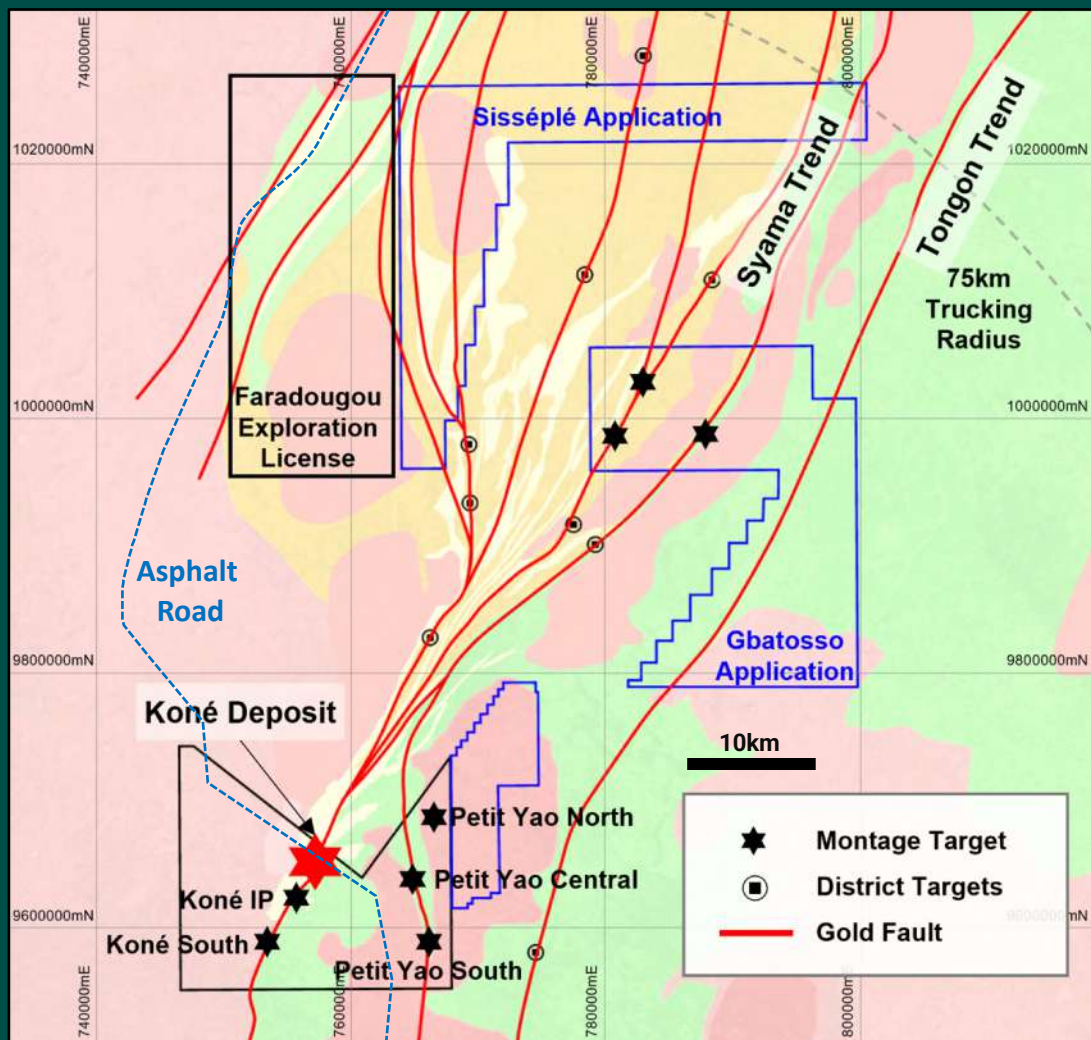 740000mE
760000mE
780000mE
800000mE
Sisséplé Application
1020000mN
1020000mN
Syama Trend
Tongon Trend
75km
Trucking
Radius
Faradougou
Exploration
License
1000000mN
1000000mN
Asphalt
Road
Gbatosso
Application
9800000mN
9800000mN
Koné Deposit
10km
Petit Yao North
Montage Target
Koné IP
Petit Yao Central
District Targets
9600000mN
9600000mN
Koné South
Petit Yao South
Gold Fault
740000mE
760000mE
780000mE
800000mE